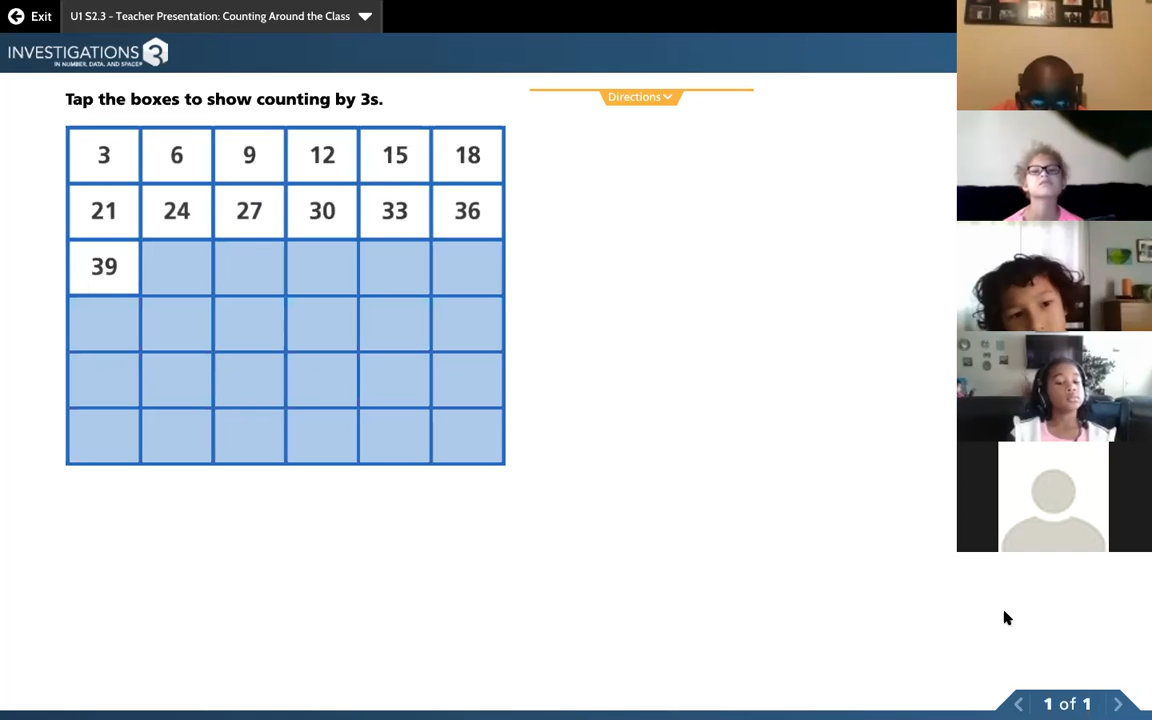 Exit
U1 S2.3 - Teacher Presentation: Counting Around the Class
INVESTIGATIONS 3
IN NUMBER, DATA, AND SPACE®
Tap the boxes to show counting by 3s.
Directions
3 6 9 12 15 18
21 24 27 30 33 36
39
1 of 1